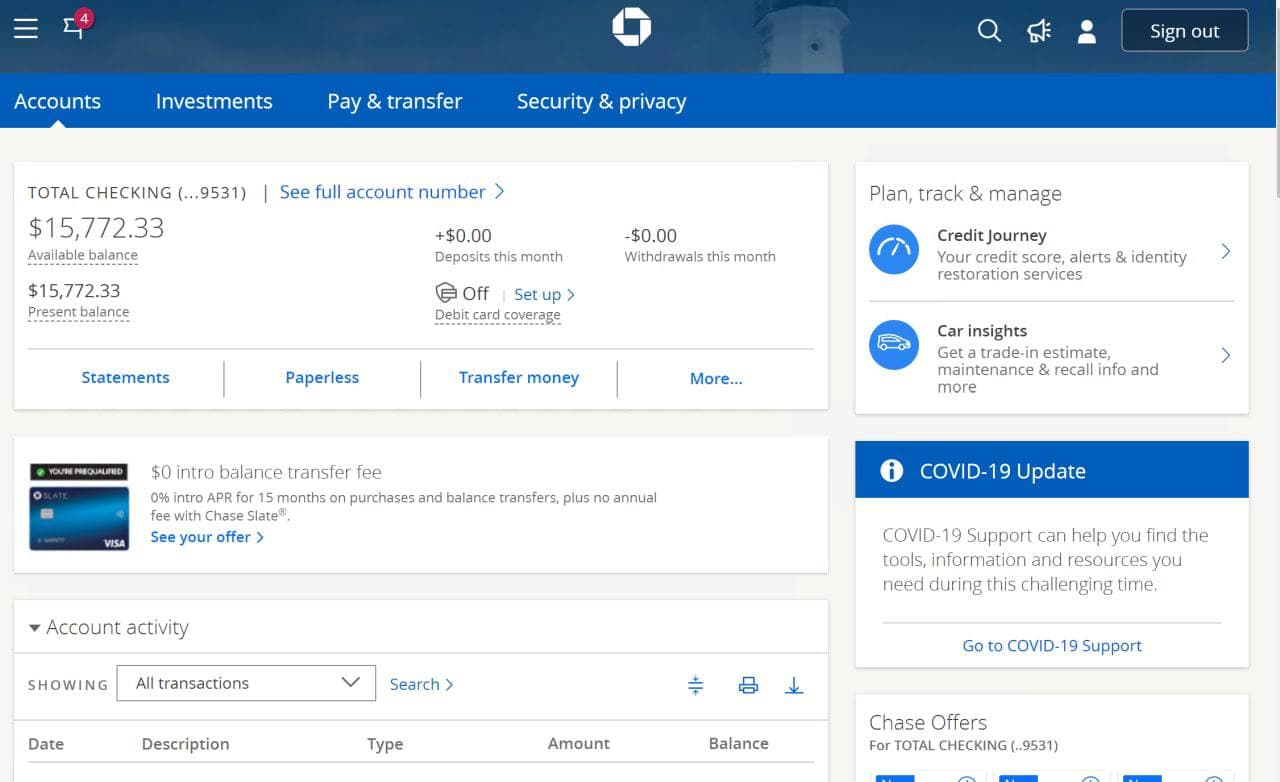 4
Sign out
Accounts Investments Pay & transfer Security & privacy
TOTAL CHECKING (...9531) | See full account number
$15,772.33
Available balance
$15,772.33
Present balance
+$0.00
Deposits this month
-$0.00
Withdrawals this month
Off | Set up
Debit card coverage
Statements Paperless Transfer money More...
YOU'RE PREQUALIFIED
SLATE
VISA
$0 intro balance transfer fee
0% intro APR for 15 months on purchases and balance transfers, plus no annual
fee with Chase Slate®.
See your offer
Account activity
SHOWING All transactions Search
Date Description Type Amount Balance
Plan, track & manage
Credit Journey
Your credit score, alerts & identity
restoration services
Car insights
Get a trade-in estimate,
maintenance & recall info and
more
COVID-19 Update
COVID-19 Support can help you find the
tools, information and resources you
need during this challenging time.
Go to COVID-19 Support
Chase Offers
For TOTAL CHECKING (..9531)